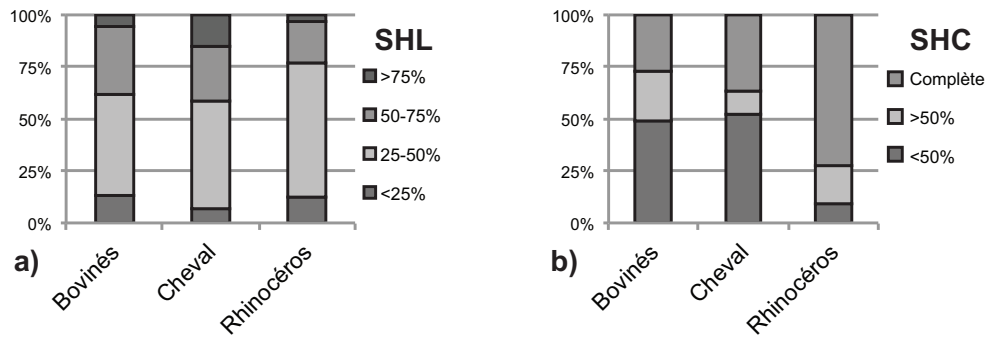 100%
75%
50%
25%
0%
SHL
>75%
50-75%
25-50%
<25%
a)
Bovinés
Cheval
Rhinocéros
100%
75%
50%
25%
0%
SHC
Complète
>50%
<50%
b)
Bovinés
Cheval
Rhinocéros